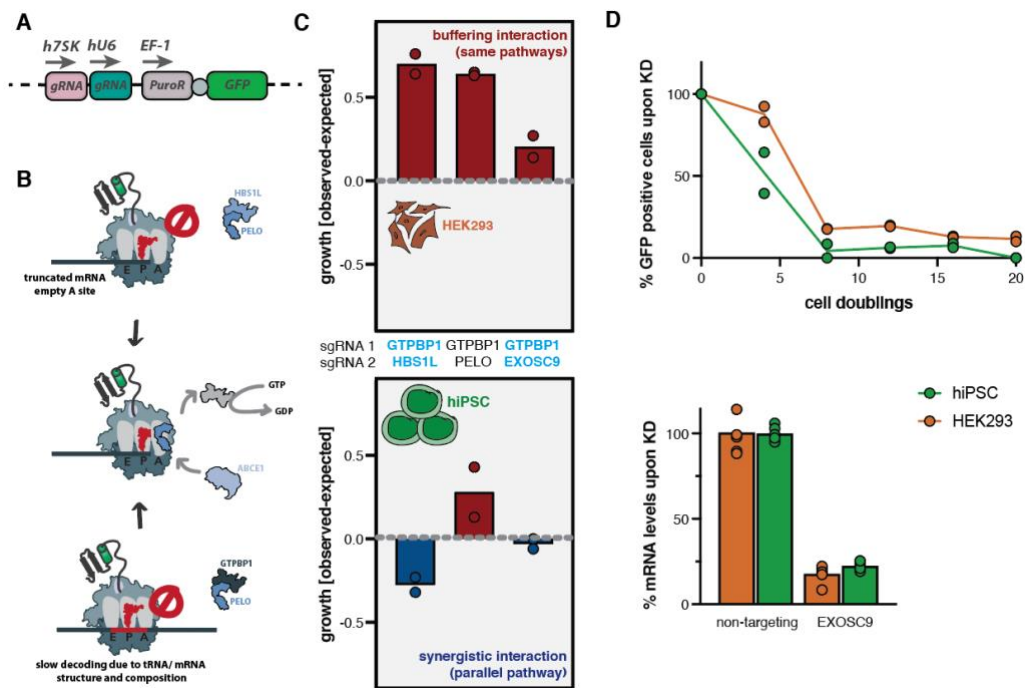 A
h7SK hU6 EF-1
gRNA gRNA PuroR GFP
B
HBS1L
PELO
E P A
truncated mRNA
empty A site
GTP
GDP
E P A
ABCE1
GTPBP1
PELO
E P A
slow decoding due to tRNA/ mRNA
structure and composition
C
growth [observed-expected]
buffering interaction
(same pathways)
0.5
0.0
-0.5
HEK293
sgRNA 1 GTPBP1 GTPBP1 GTPBP1
sgRNA 2 HBS1L PELO EXOSC9
growth [observed-expected]
hiPSC
0.5
0.0
-0.5
synergistic interaction
(parallel pathway)
D
% GFP positive cells upon KD
100
50
0
0 5 10 15 20
cell doublings
hiPSC
HEK293
% mRNA levels upon KD
100
50
0
non-targeting EXOSC9